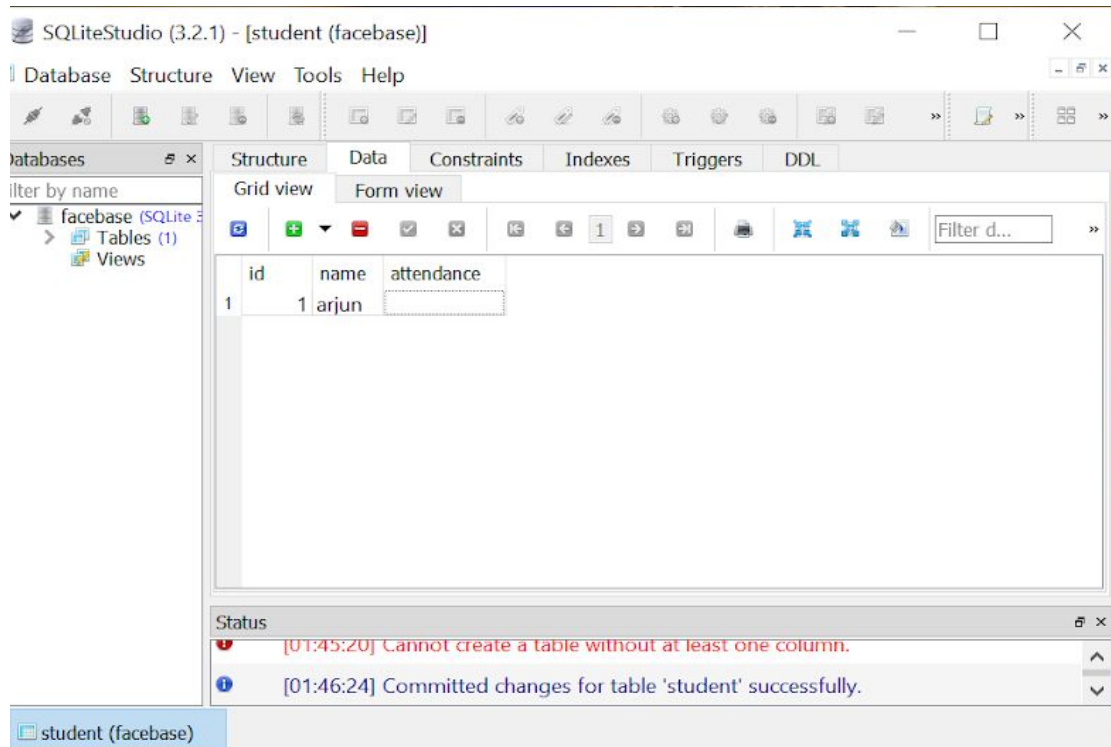 SQLiteStudio (3.2.1) - [student (facebase)]
Database Structure View Tools Help
atabases
Structure Data Constraints Indexes Triggers DDL
ilter by name
Grid view Form view
facebase (SQLite 3
Tables (1)
Views
1
Filter d...
id name attendance
1 1 arjun
Status
[01:45:20] Cannot create a table without at least one column.
[01:46:24] Committed changes for table 'student' successfully.
student (facebase)